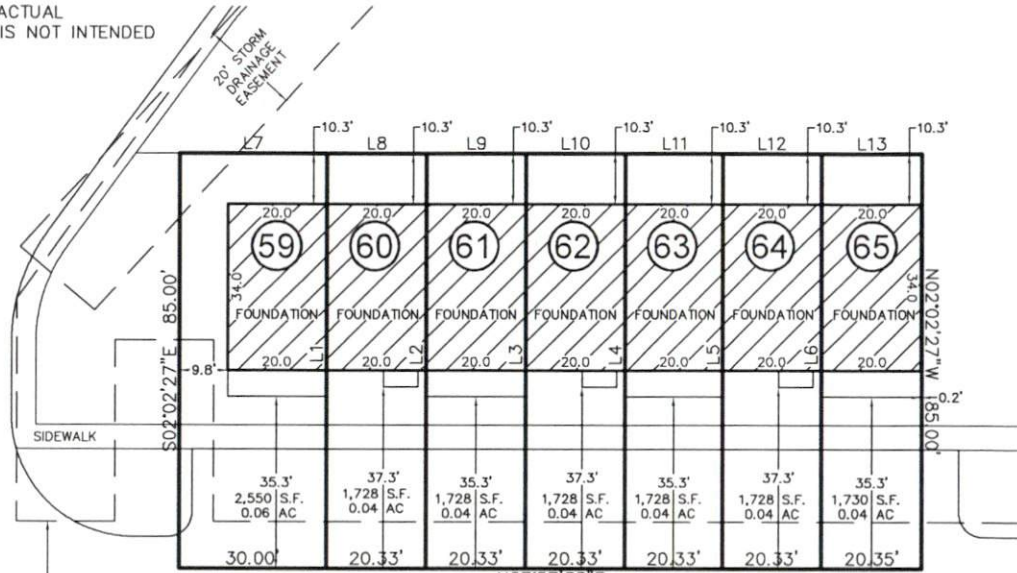 ACTUAL
IS NOT INTENDED
20' STORM
DRAINAGE
EASEMENT
10.3' 10.3' 10.3' 10.3' 10.3' 10.3' 10.3'
L7 L8 L9 L10 L11 L12 L13
20.0 20.0' 20.0 20.0 20.0' 20.0' 20.0
59 60 61 62 63 64 65
34.0'
34.0
FOUNDATION FOUNDATION FOUNDATION FOUNDATION FOUNDATION FOUNDATION FOUNDATION
L1 L2 L3 L4 L5 L6
20.0 20.0 20.0 20.0 20.0 20.0 20.0
S02°02'27"E 85.00'
N02°02'27"W 85.00'
9.8'
0.2'
SIDEWALK
35.3' 37.3' 35.3' 37.3' 35.3' 37.3' 35.3'
2,550 S.F. 1,728 S.F. 1,728 S.F. 1,728 S.F. 1,728 S.F. 1,728 S.F. 1,730 S.F.
0.06 AC 0.04 AC 0.04 AC 0.04 AC 0.04 AC 0.04 AC 0.04 AC
30.00' 20.33' 20.33' 20.33' 20.33' 20.33' 20.35'